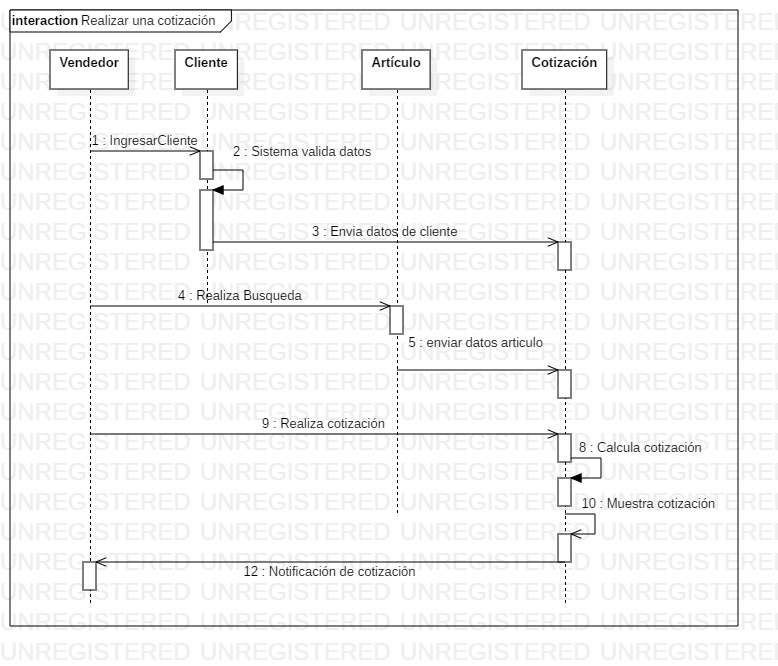 interaction Realizar una cotización
Vendedor
Cliente
Artículo
Cotización
1 : IngresarCliente
2 : Sistema valida datos
3 : Envia datos de cliente
4 : Realiza Busqueda
5 : enviar datos articulo
9 : Realiza cotización
8 : Calcula cotización
10 : Muestra cotización
12 : Notificación de cotización
UNREGISTERED